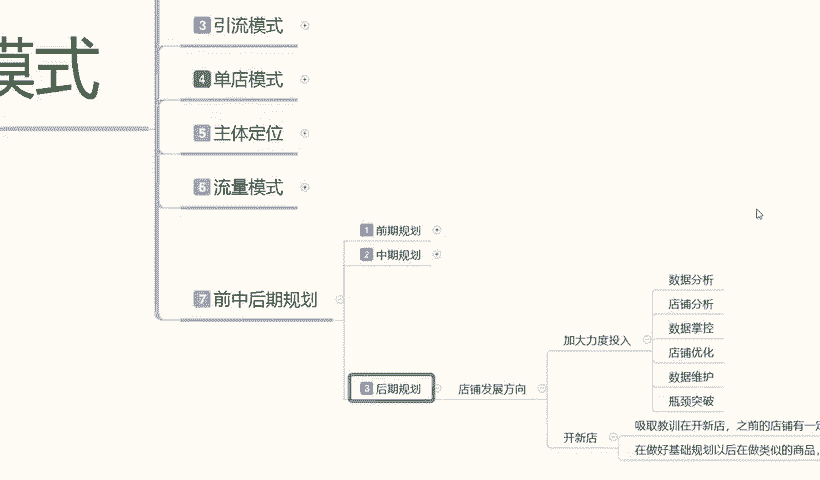 模式
3 引流模式
4 单店模式
5 主体定位
6 流量模式
7 前中后期规划
1 前期规划
2 中期规划
3 后期规划
店铺发展方向
加大力度投入
数据分析
店铺分析
数据掌控
店铺优化
数据维护
瓶颈突破
开新店
吸取教训在开新店，之前的店铺有一定
在做好基础规划以后在做类似的商品，